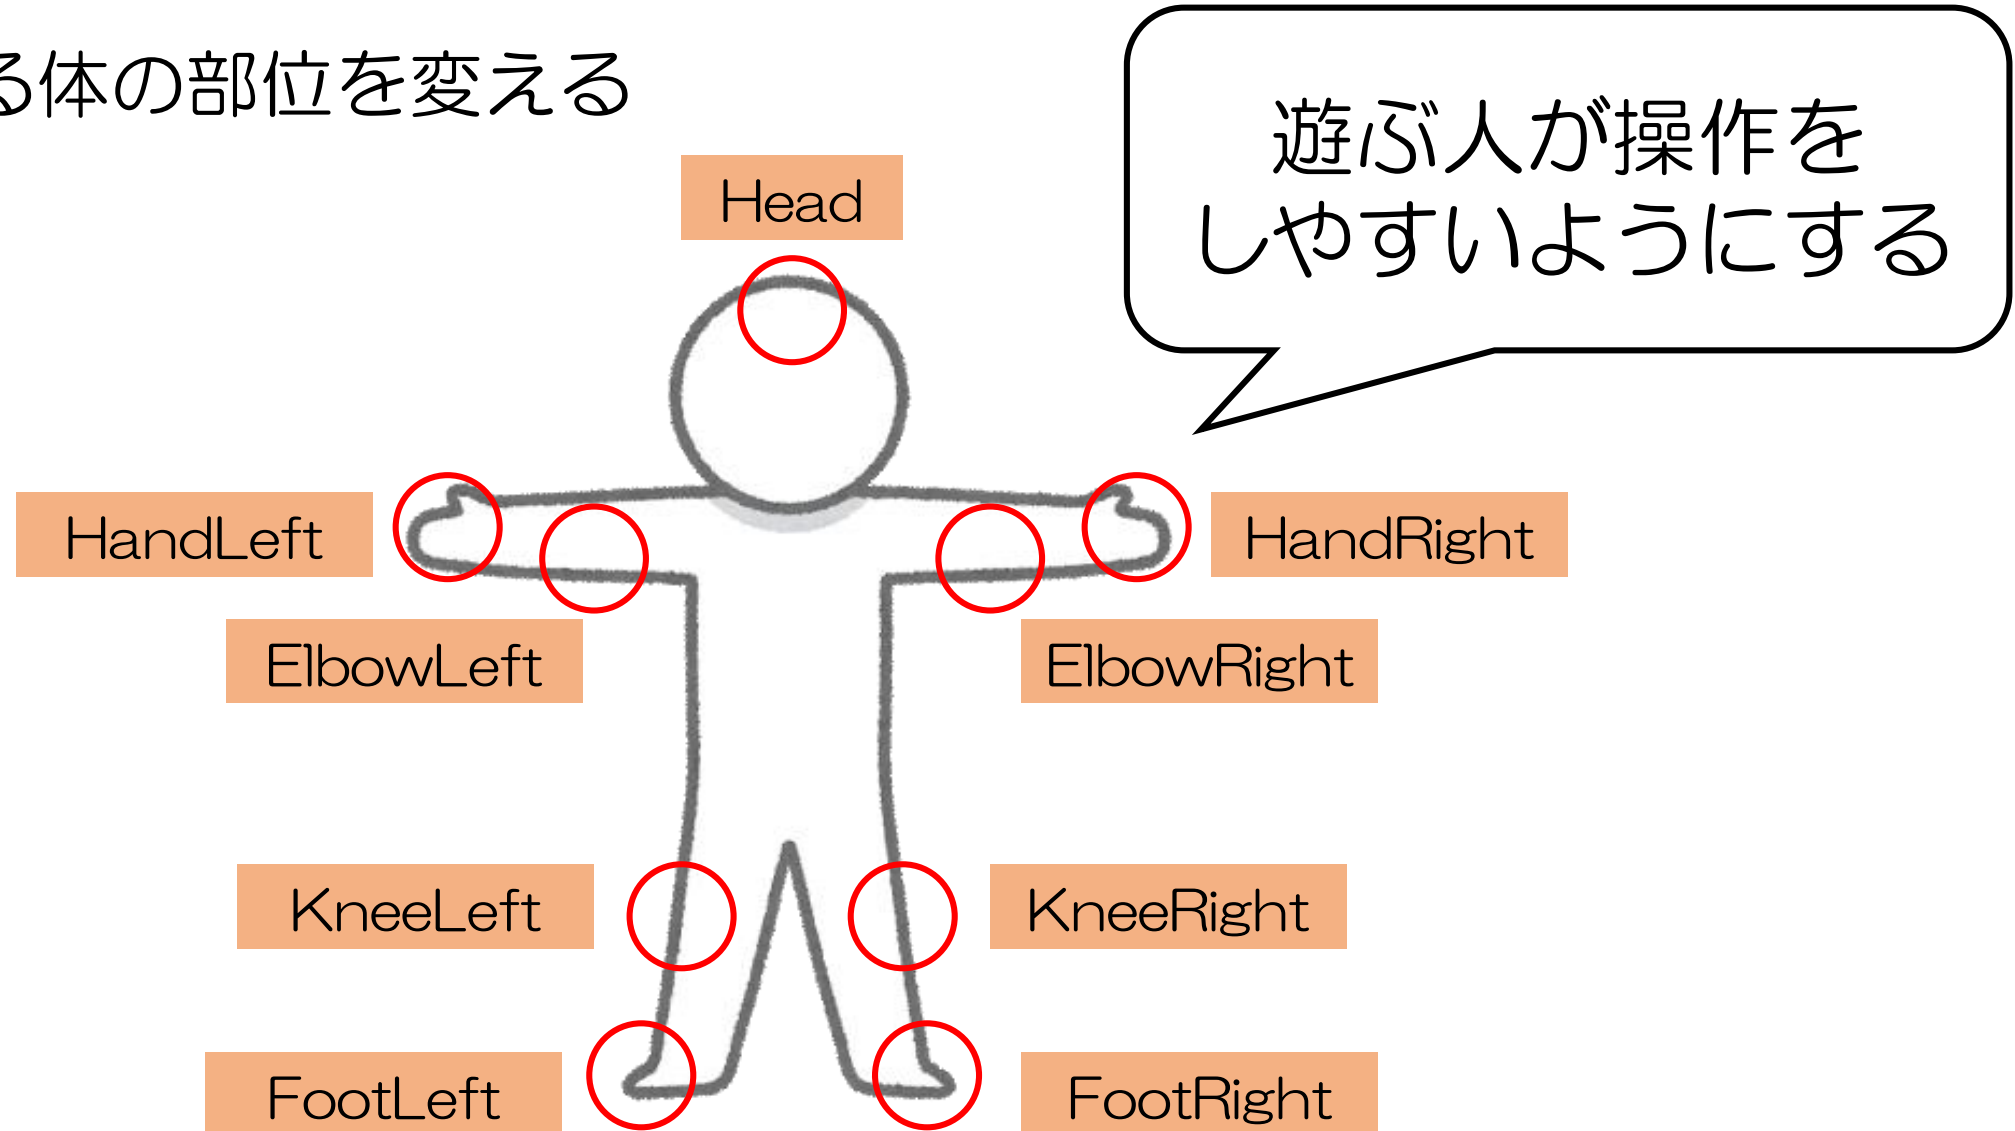 る体の部位を変える
遊ぶ人が操作を
しやすいようにする
Head
HandLeft
HandRight
ElbowLeft
ElbowRight
KneeLeft
KneeRight
FootLeft
FootRight